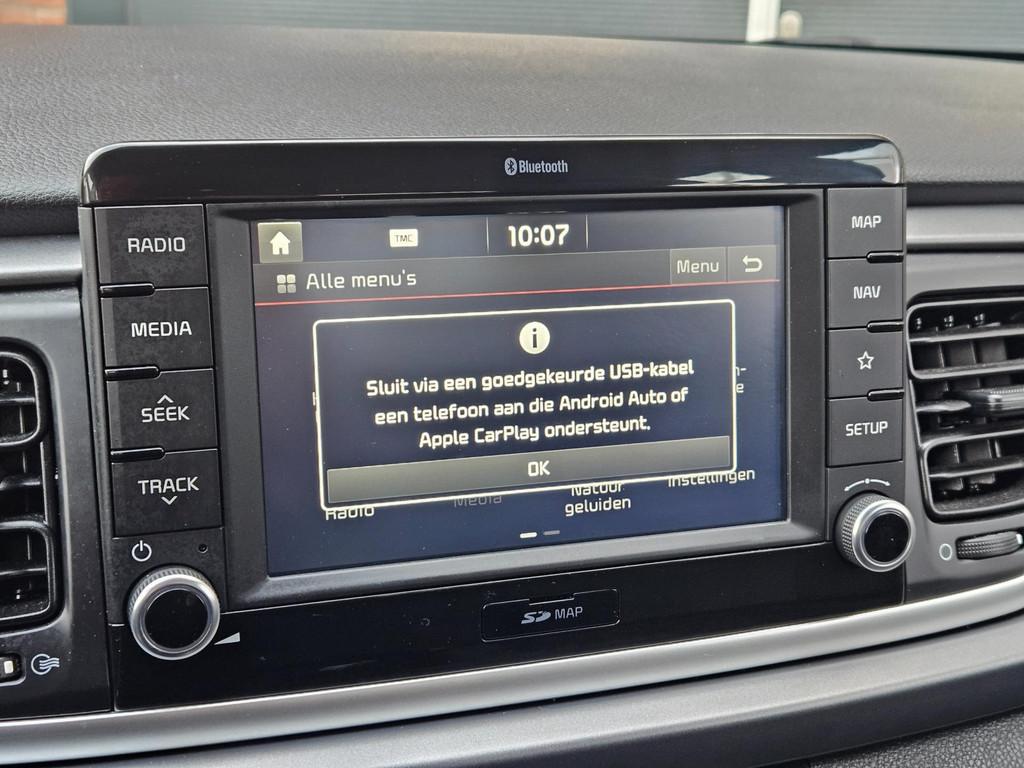 Bluetooth
RADIO
MEDIA
SEEK
TRACK
TMC
10:07
Alle menu's
Menu
Sluit via een goedgekeurde USB-kabel
een telefoon aan die Android Auto of
Apple CarPlay ondersteunt.
OK
Radio
Media
Natuur
geluiden
Instellingen
MAP
NAV
SETUP
SD MAP